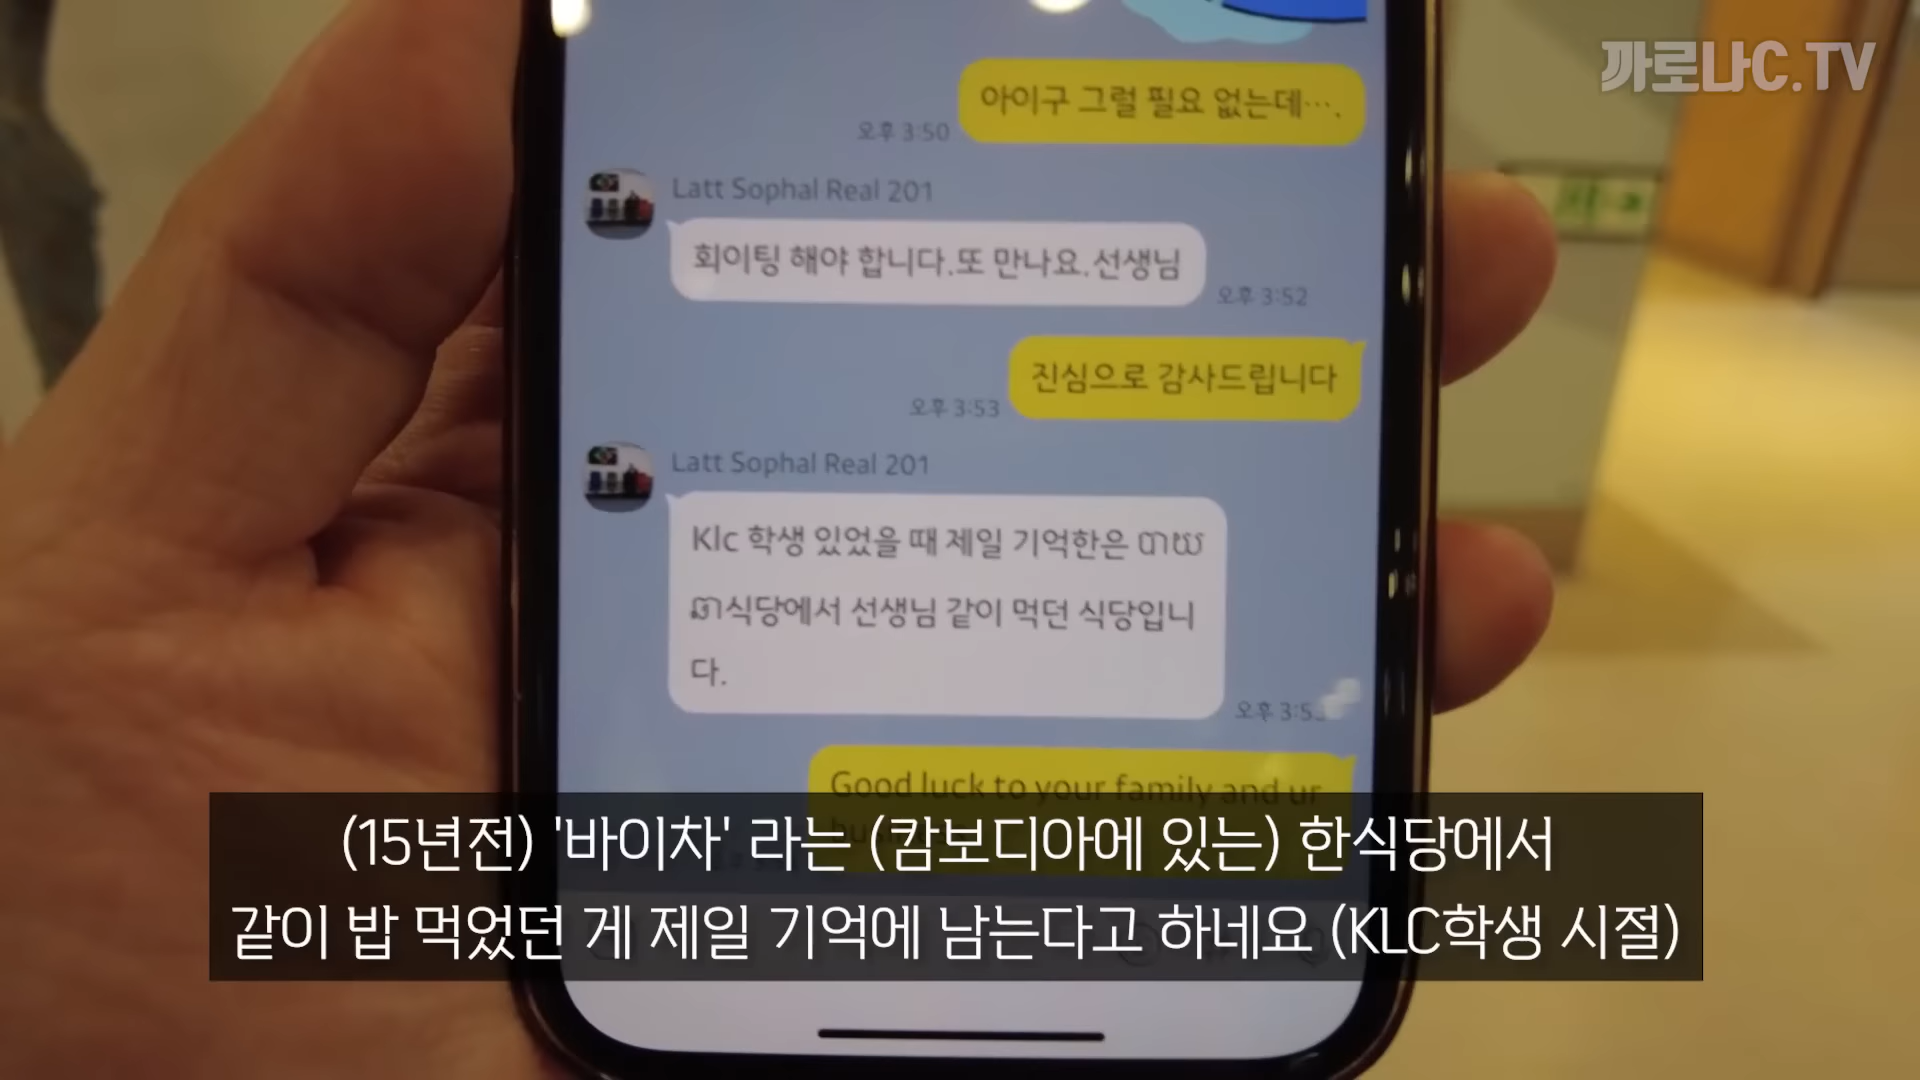 까로나C.TV
아이구 그럴 필요 없는데….
오후 3:50
Latt Sophal Real 201
회이팅 해야 합니다.또 만나요.선생님
오후 3:52
진심으로 감사드립니다
오후 3:53
Latt Sophal Real 201
Klc 학생 있었을 때 제일 기억한은 បាយ
ឆា식당에서 선생님 같이 먹던 식당입니
다.
오후
Good luck to your family and ur
(15년전) '바이차' 라는 (캄보디아에 있는) 한식당에서
같이 밥 먹었던 게 제일 기억에 남는다고 하네요 (KLC학생 시절)